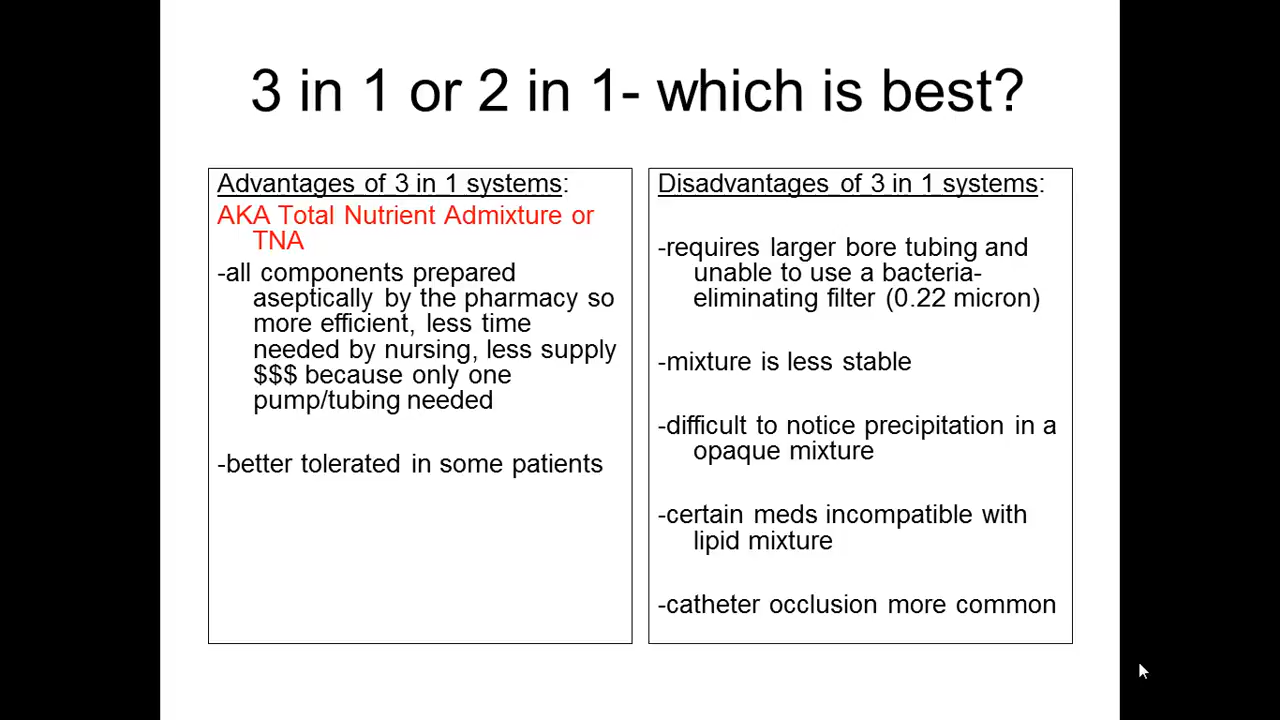 3 in 1 or 2 in 1- which is best?
Advantages of 3 in 1 systems:
AKA Total Nutrient Admixture or
TNA
-all components prepared
aseptically by the pharmacy so
more efficient, less time
needed by nursing, less supply
$$$ because only one
pump/tubing needed
-better tolerated in some patients
Disadvantages of 3 in 1 systems:
-requires larger bore tubing and
unable to use a bacteria-
eliminating filter (0.22 micron)
-mixture is less stable
-difficult to notice precipitation in a
opaque mixture
-certain meds incompatible with
lipid mixture
-catheter occlusion more common